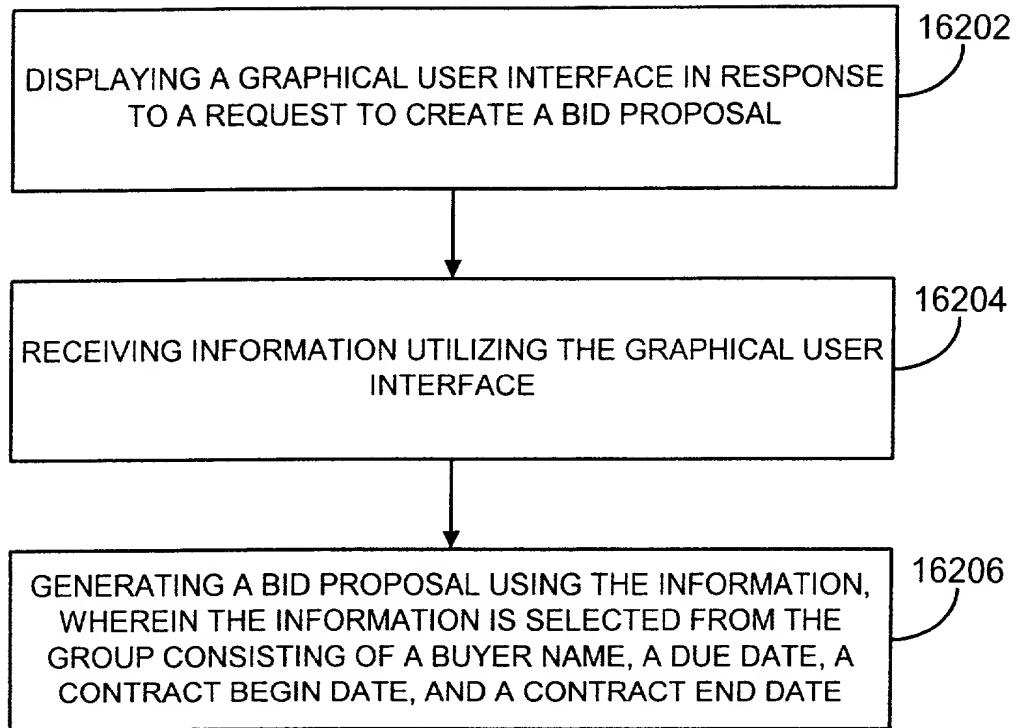 16202
DISPLAYING A GRAPHICAL USER INTERFACE IN RESPONSE
TO A REQUEST TO CREATE A BID PROPOSAL
16204
RECEIVING INFORMATION UTILIZING THE GRAPHICAL USER
INTERFACE
16206
GENERATING A BID PROPOSAL USING THE INFORMATION,
WHEREIN THE INFORMATION IS SELECTED FROM THE
GROUP CONSISTING OF A BUYER NAME, A DUE DATE, A
CONTRACT BEGIN DATE, AND A CONTRACT END DATE